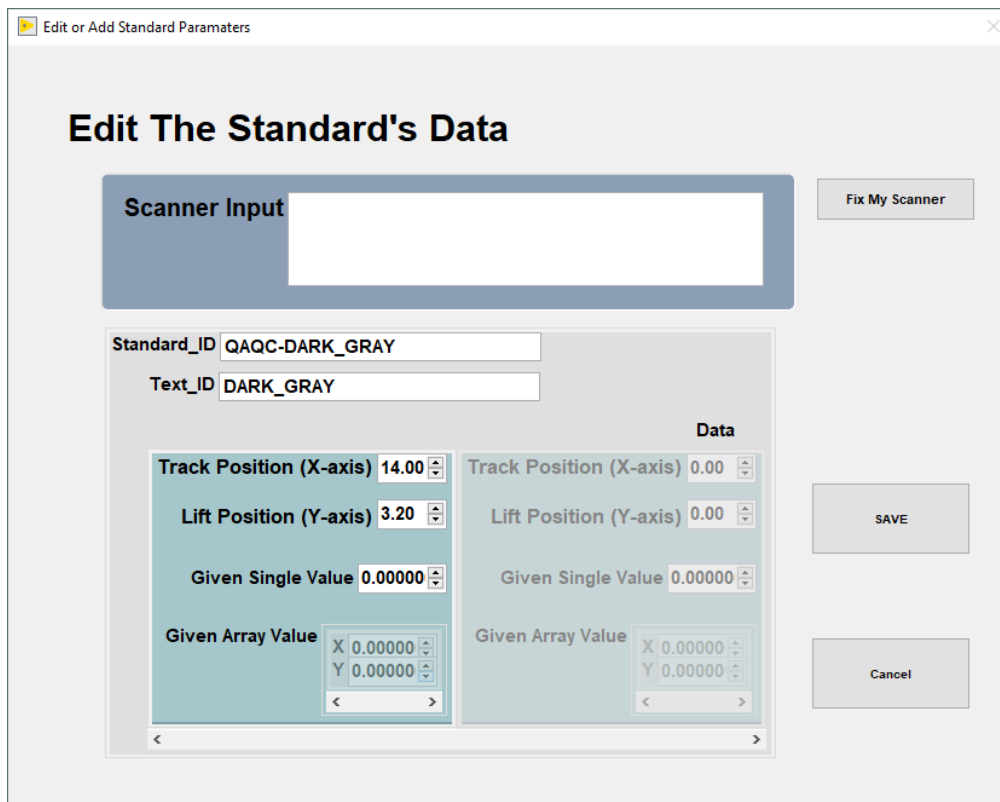 Edit or Add Standard Paramaters
Edit The Standard's Data
Scanner Input
Fix My Scanner
Standard_ID QAQC-DARK_GRAY
Text_ID DARK_GRAY
Data
Track Position (X-axis) 14.00 Track Position (X-axis) 0.00
Lift Position (Y-axis) 3.20 Lift Position (Y-axis) 0.00
SAVE
Given Single Value 0.00000 Given Single Value 0.00000
Given Array Value X 0.00000 Given Array Value X 0.00000
Y 0.00000 Y 0.00000
Cancel